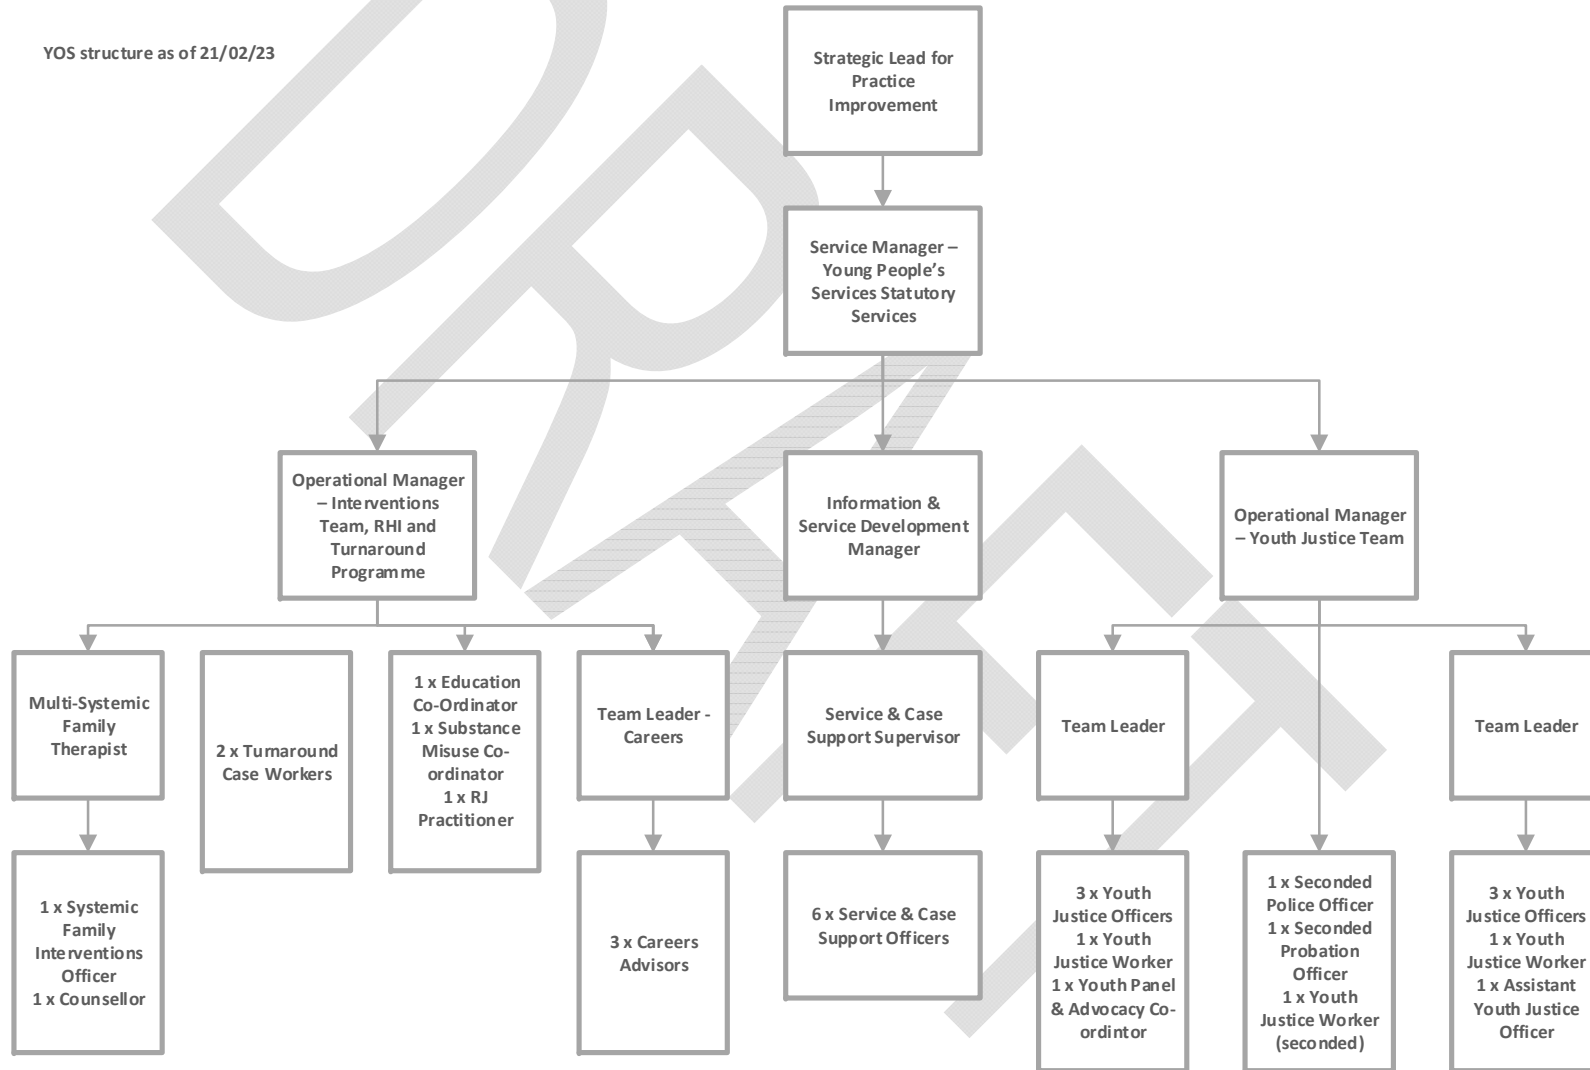 YOS structure as of 21/02/23
Strategic Lead for
Practice
Improvement
Service Manager –
Young People’s
Services Statutory
Services
Operational Manager
– Interventions
Team, RHI and
Turnaround
Programme
Information &
Service Development
Manager
Operational Manager
– Youth Justice Team
Multi-Systemic
Family
Therapist
2 x Turnaround
Case Workers
1 x Education
Co-Ordinator
1 x Substance
Misuse Co-
ordinator
1 x RJ
Practitioner
Team Leader -
Careers
Service & Case
Support Supervisor
Team Leader
Team Leader
1 x Systemic
Family
Interventions
Officer
1 x Counsellor
3 x Careers
Advisors
6 x Service & Case
Support Officers
3 x Youth
Justice Officers
1 x Youth
Justice Worker
1 x Youth Panel
& Advocacy Co-
ordintor
1 x Seconded
Police Officer
1 x Seconded
Probation
Officer
1 x Youth
Justice Worker
(seconded)
3 x Youth
Justice Officers
1 x Youth
Justice Worker
1 x Assistant
Youth Justice
Officer
DRAFT